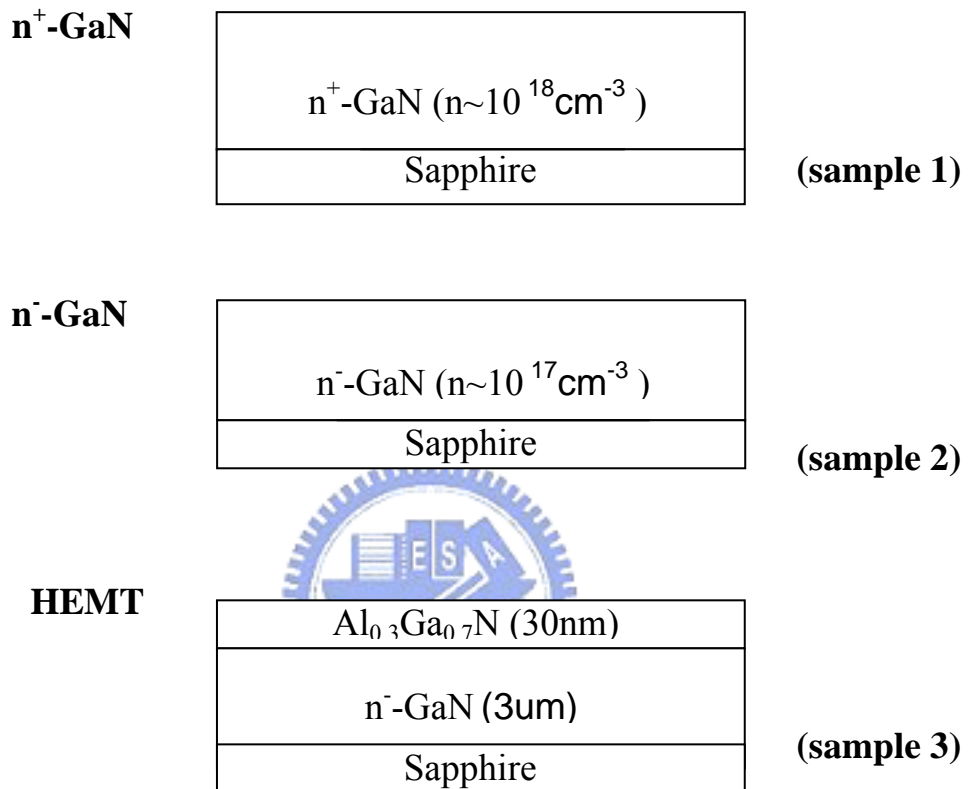 n⁺-GaN
n⁺-GaN (n~10 ¹⁸cm⁻³ )
Sapphire
(sample 1)
n⁻-GaN
n⁻-GaN (n~10 ¹⁷cm⁻³ )
Sapphire
(sample 2)
ESA
HEMT
Al₀.₃Ga₀.₇N (30nm)
n⁻-GaN (3um)
Sapphire
(sample 3)